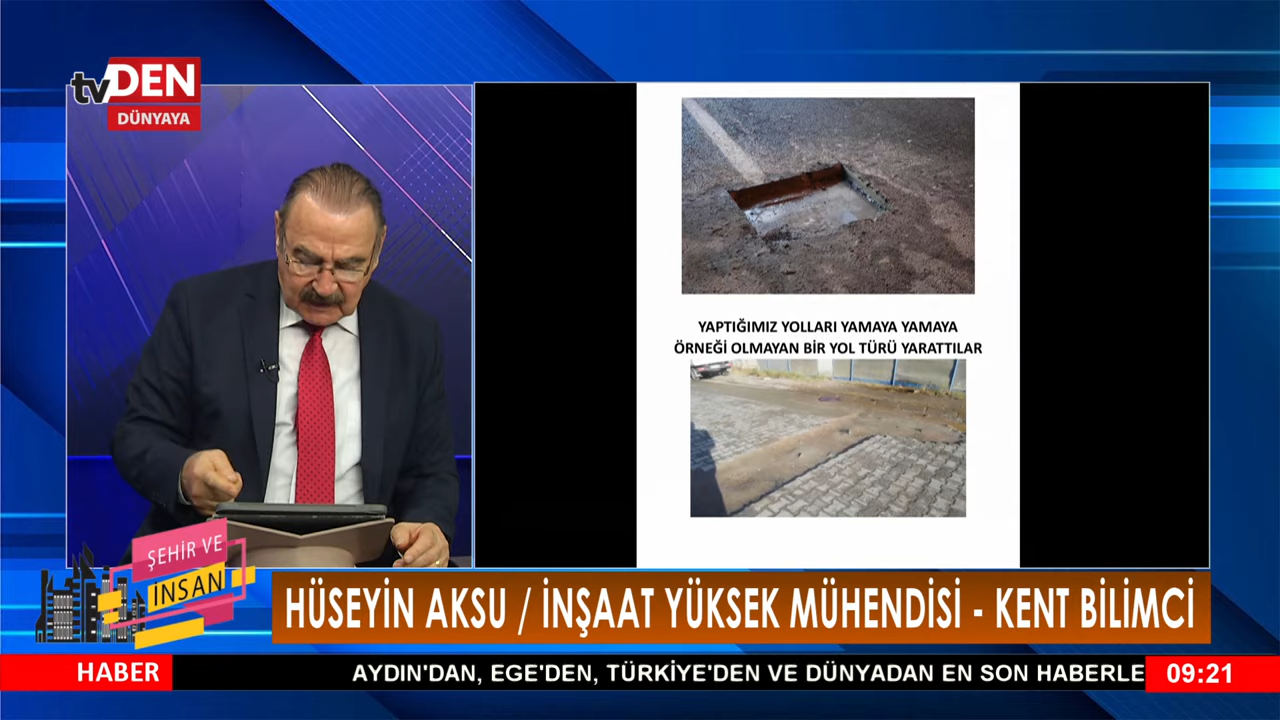 tvDEN
DÜNYAYA
YAPTIĞIMIZ YOLLARI YAMAYA YAMAYA
ÖRNEĞİ OLMAYAN BİR YOL TÜRÜ YARATTILAR
ŞEHİR VE
İNSAN
HÜSEYİN AKSU / İNŞAAT YÜKSEK MÜHENDİSİ - KENT BİLİMCİ
HABER
AYDIN'DAN, EGE'DEN, TÜRKİYE'DEN VE DÜNYADAN EN SON HABERLE
09:21